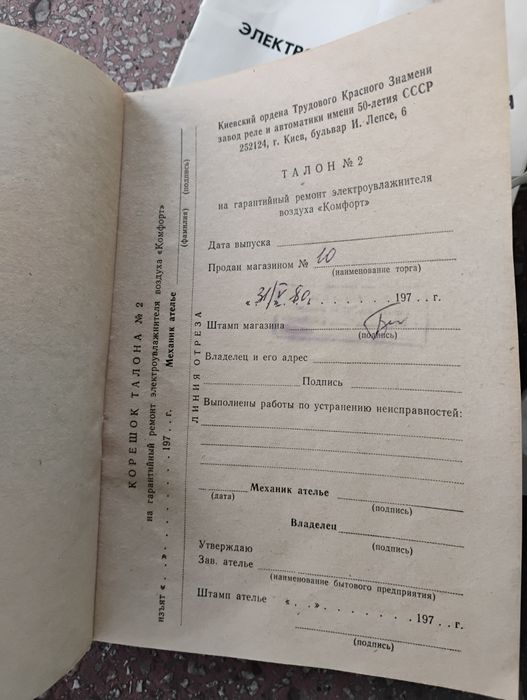 ЭЛЕКТРО
Киевский ордена Трудового Красного Знамени
завод реле и автоматики имени 50-летия СССР
252124, г. Киев, бульвар И. Лепсе, 6
ТАЛОН № 2
на гарантийный ремонт электроувлажнителя
воздуха «Комфорт»
Дата выпуска
Продан магазином № 10
(наименование торга)
« 31/V 80. . . . . . . . . 197 . . г.
Штамп магазина
(подпись)
Владелец и его адрес
Подпись
Выполнены работы по устранению неисправностей:
Механик ателье
(дата)
(подпись)
Владелец
(подпись)
Утверждаю
Зав. ателье
(наименование бытового предприятия)
Штамп ателье « . . » . . . . . . . 197 . . г.
(подпись)
КОРЕШОК ТАЛОНА № 2
на гарантийный ремонт электроувлажнителя воздуха «Комфорт»
изъят « . . » . . . . . . . 197 . . г. Механик ателье
(фамилия) (подпись)
ЛИНИЯ ОТРЕЗА